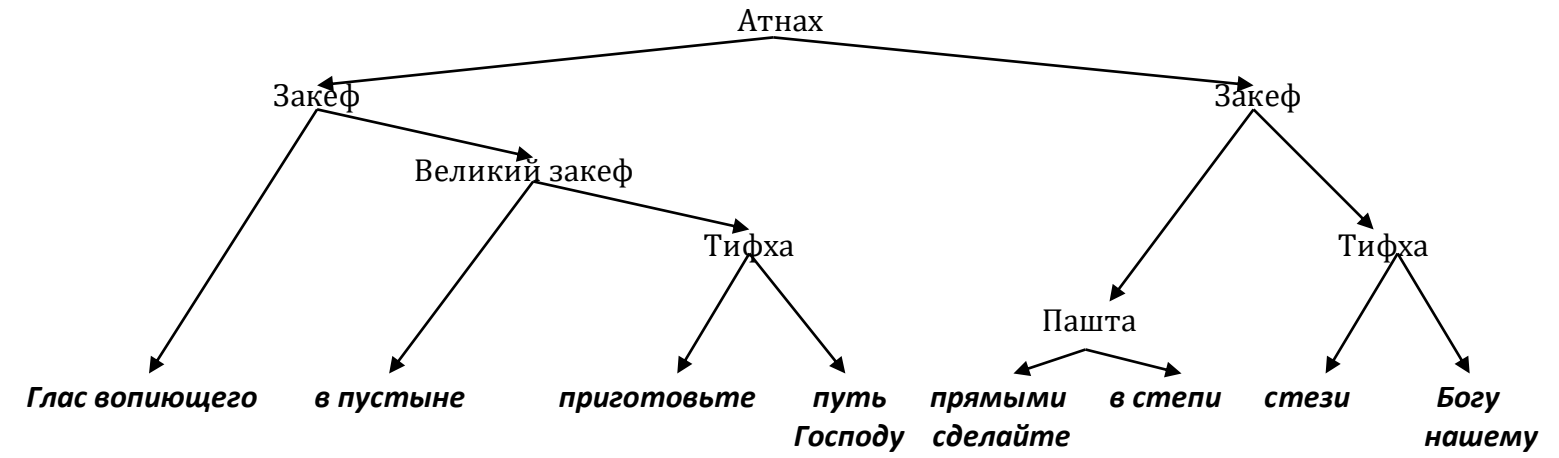 Атнах
Закеф Закеф
Великий закеф
Тифха Тифха
Пашта
Глас вопиющего в пустыне приготовьте путь прямыми в степи стези Богу
Господу сделайте нашему